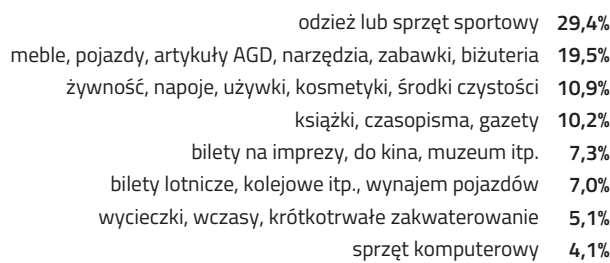 odzież lub sprzęt sportowy 29,4%
meble, pojazdy, artykuły AGD, narzędzia, zabawki, biżuteria 19,5%
żywność, napoje, używki, kosmetyki, środki czystości 10,9%
książki, czasopisma, gazety 10,2%
bilety na imprezy, do kina, muzeum itp. 7,3%
bilety lotnicze, kolejowe itp., wynajem pojazdów 7,0%
wycieczki, wczasy, krótkotrwałe zakwaterowanie 5,1%
sprzęt komputerowy 4,1%